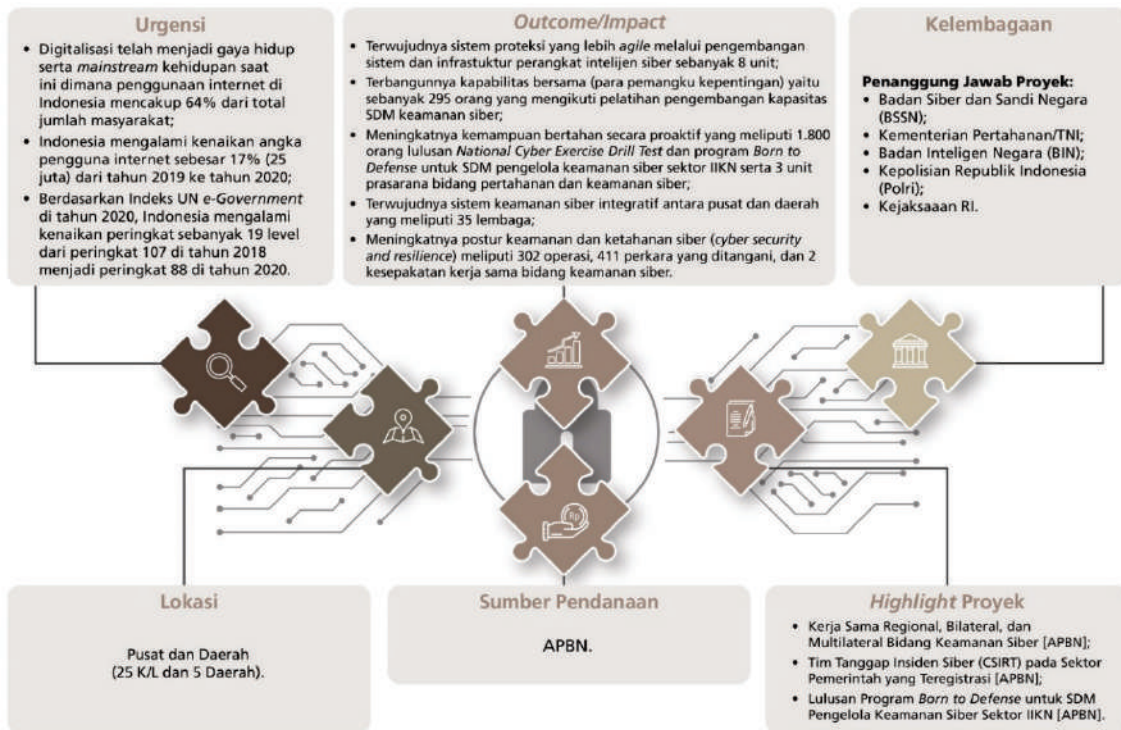 Urgensi
• Digitalisasi telah menjadi gaya hidup
serta mainstream kehidupan saat
ini dimana penggunaan internet di
Indonesia mencakup 64% dari total
jumlah masyarakat;
• Indonesia mengalami kenaikan angka
pengguna internet sebesar 17% (25
juta) dari tahun 2019 ke tahun 2020;
• Berdasarkan Indeks UN e-Government
di tahun 2020, Indonesia mengalami
kenaikan peringkat sebanyak 19 level
dari peringkat 107 di tahun 2018
menjadi peringkat 88 di tahun 2020.
Outcome/Impact
• Terwujudnya sistem proteksi yang lebih agile melalui pengembangan
sistem dan infrastuktur perangkat intelijen siber sebanyak 8 unit;
• Terbangunnya kapabilitas bersama (para pemangku kepentingan) yaitu
sebanyak 295 orang yang mengikuti pelatihan pengembangan kapasitas
SDM keamanan siber;
• Meningkatnya kemampuan bertahan secara proaktif yang meliputi 1.800
orang lulusan National Cyber Exercise Drill Test dan program Born to
Defense untuk SDM pengelola keamanan siber sektor IIKN serta 3 unit
prasarana bidang pertahanan dan keamanan siber;
• Terwujudnya sistem keamanan siber integratif antara pusat dan daerah
yang meliputi 35 lembaga;
• Meningkatnya postur keamanan dan ketahanan siber (cyber security
and resilience) meliputi 302 operasi, 411 perkara yang ditangani, dan 2
kesepakatan kerja sama bidang keamanan siber.
Kelembagaan
Penanggung Jawab Proyek:
• Badan Siber dan Sandi Negara
(BSSN);
• Kementerian Pertahanan/TNI;
• Badan Inteligen Negara (BIN);
• Kepolisian Republik Indonesia
(Polri);
• Kejaksaaan RI.
Rp
Lokasi
Pusat dan Daerah
(25 K/L dan 5 Daerah).
Sumber Pendanaan
APBN.
Highlight Proyek
• Kerja Sama Regional, Bilateral, dan
Multilateral Bidang Keamanan Siber [APBN];
• Tim Tanggap Insiden Siber (CSIRT) pada Sektor
Pemerintah yang Teregistrasi [APBN];
• Lulusan Program Born to Defense untuk SDM
Pengelola Keamanan Siber Sektor IIKN [APBN].